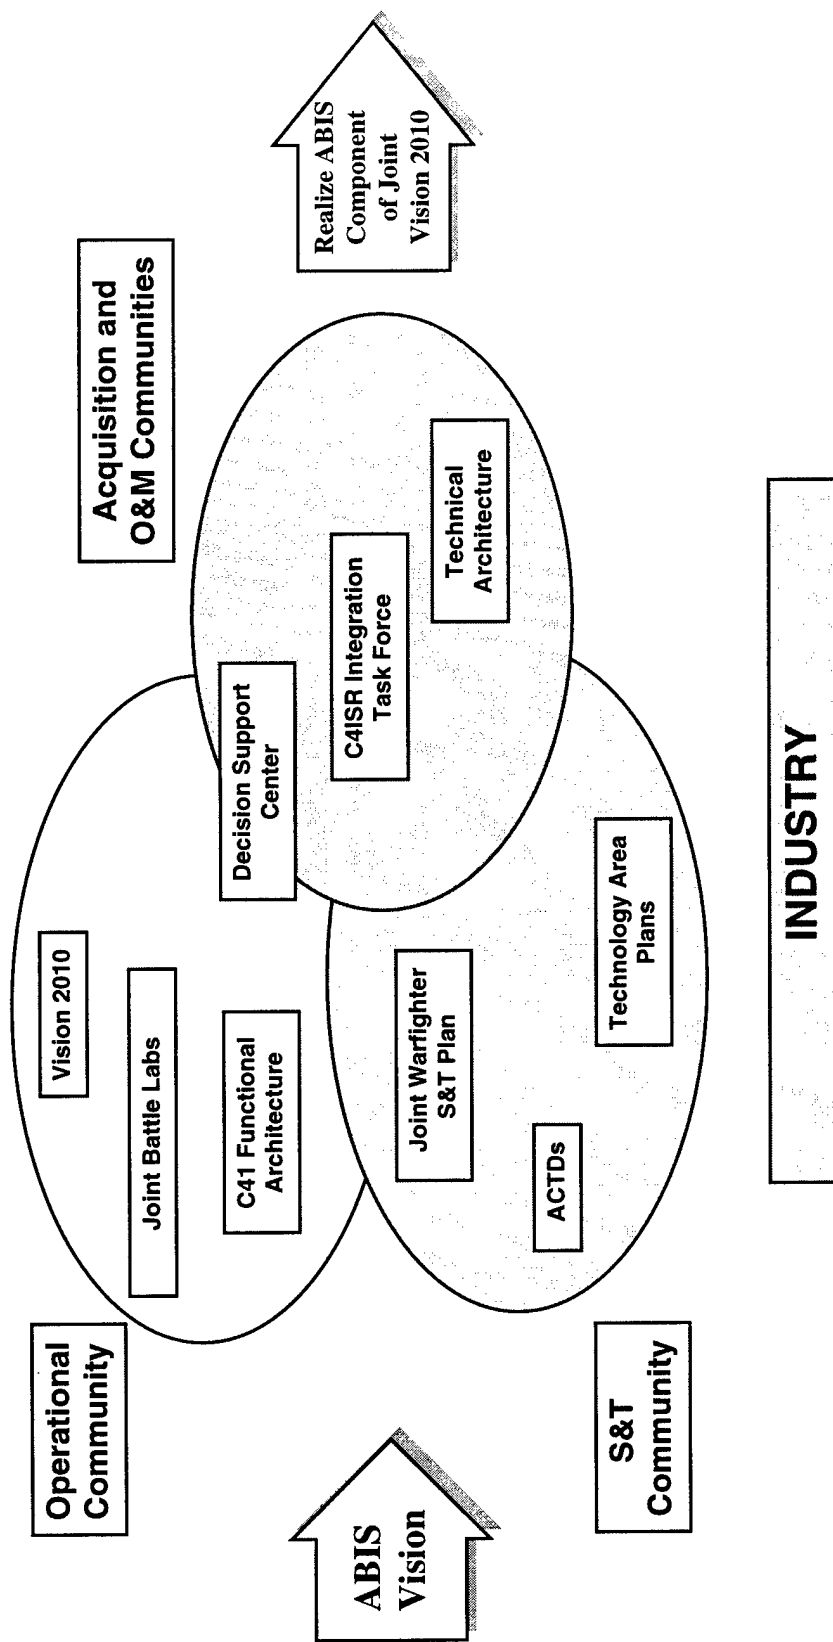 Operational
Community
Vision 2010
Joint Battle Labs
C41 Functional
Architecture
Decision Support
Center
Acquisition and
O&M Communities
ABIS
Vision
Realize ABIS
Component
of Joint
Vision 2010
C4ISR Integration
Task Force
Technical
Architecture
Joint Warfighter
S&T Plan
ACTDs
Technology Area
Plans
S&T
Community
INDUSTRY